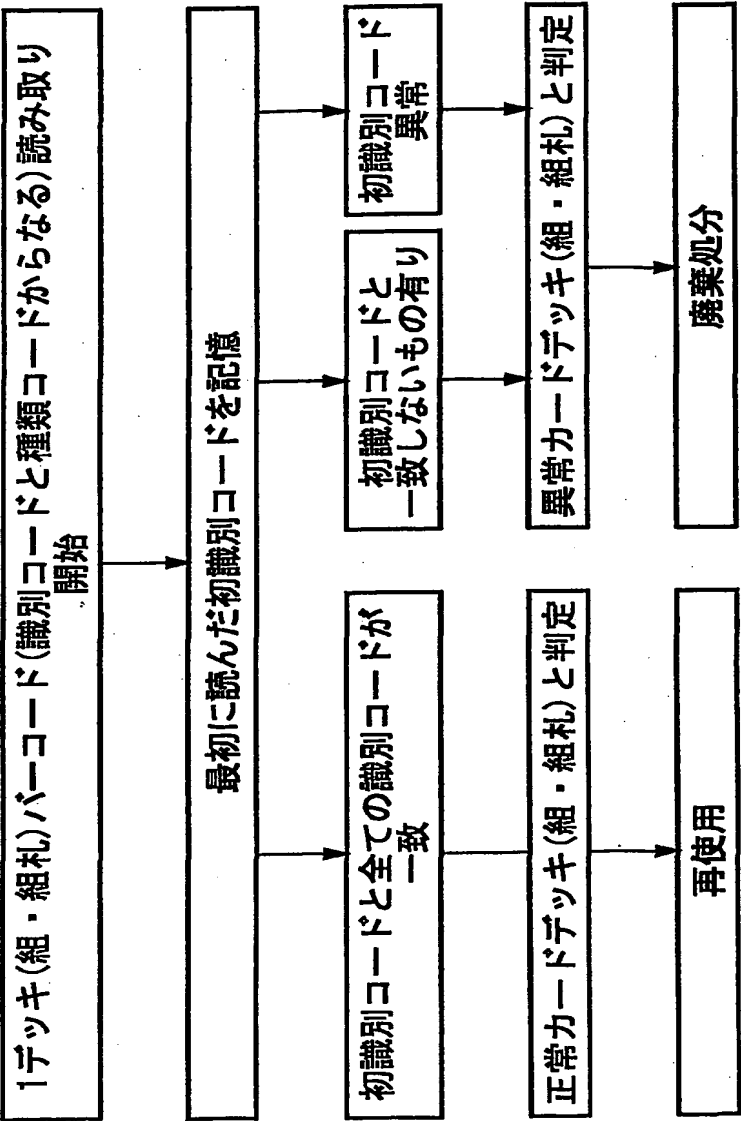 1デッキ(組・組札)バーコード(識別コードと種類コードからなる)読み取り
開始
最初に読んだ初識別コードを記憶
初識別コードと全ての識別コードが
一致
初識別コードと
一致しないもの有り
初識別コード
異常
正常カードデッキ(組・組札)と判定
異常カードデッキ(組・組札)と判定
再使用
廃棄処分